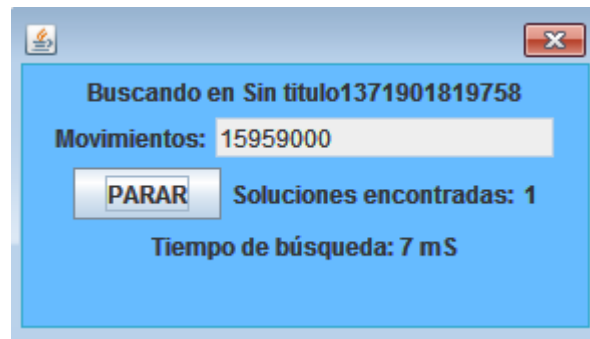 Buscando en Sin titulo1371901819758
Movimientos: 15959000
PARAR Soluciones encontradas: 1
Tiempo de búsqueda: 7 mS